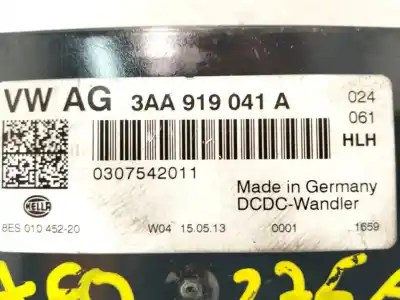 VW AG 3AA 919 041 A
024
061
HLH
0307542011
Made in Germany
DCDC-Wandler
HELLA
8ES 010 452-20
W04 15.05.13 0001 1659